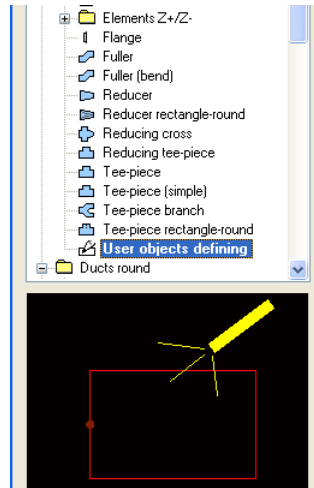 Elements Z+/Z-
Flange
Fuller
Fuller (bend)
Reducer
Reducer rectangle-round
Reducing cross
Reducing tee-piece
Tee-piece
Tee-piece (simple)
Tee-piece branch
Tee-piece rectangle-round
User objects defining
Ducts round